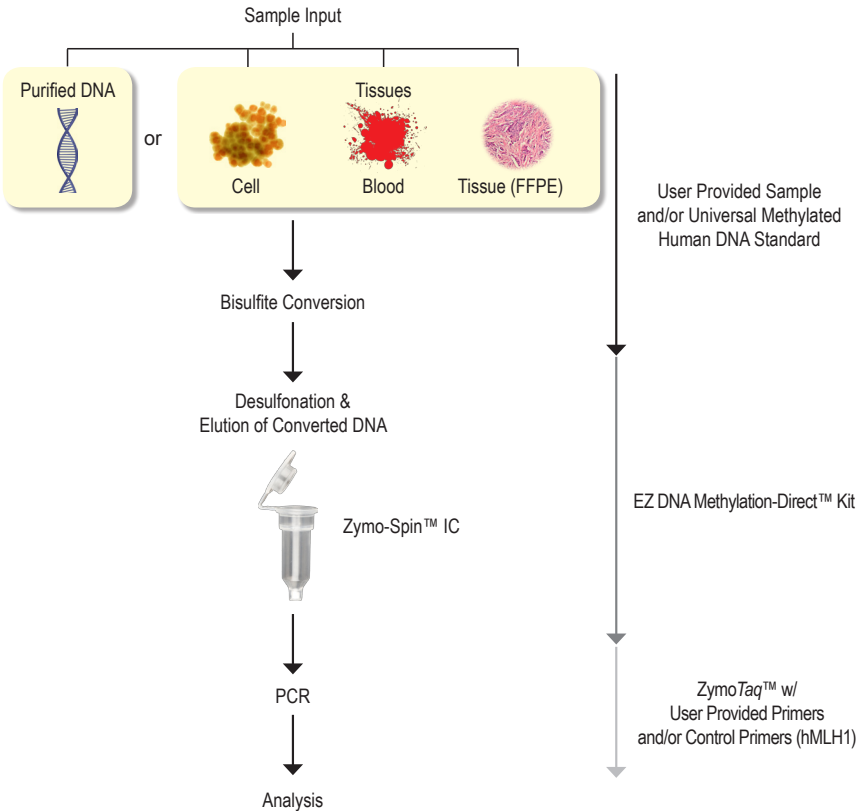 Sample Input
Purified DNA
or
Tissues
Cell
Blood
Tissue (FFPE)
User Provided Sample
and/or Universal Methylated
Human DNA Standard
Bisulfite Conversion
Desulfonation &
Elution of Converted DNA
Zymo-Spin™ IC
EZ DNA Methylation-Direct™ Kit
PCR
ZymoTaq™ w/
User Provided Primers
and/or Control Primers (hMLH1)
Analysis